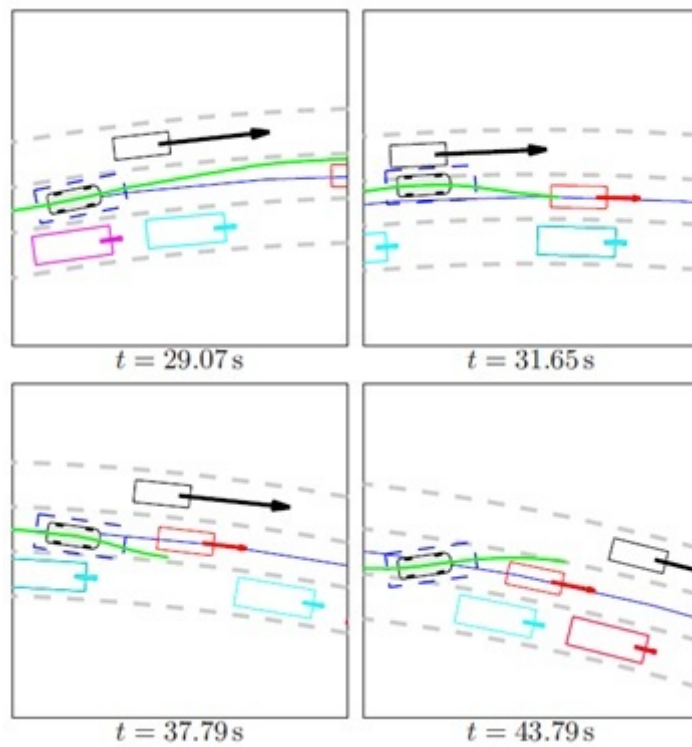 t = 29.07 s
t = 31.65 s
t = 37.79 s
t = 43.79 s